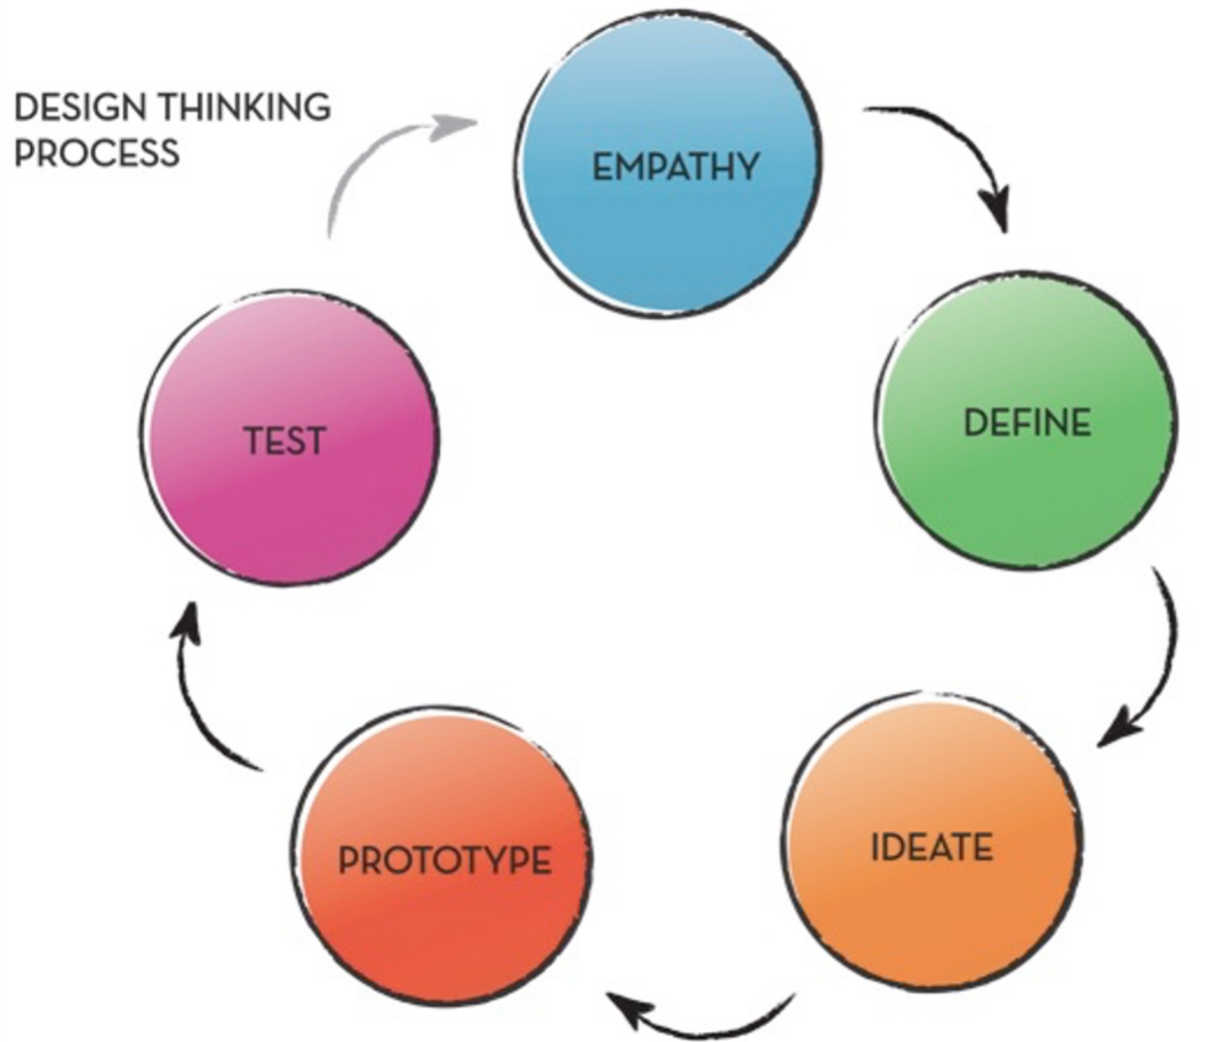 DESIGN THINKING
PROCESS
EMPATHY
DEFINE
IDEATE
PROTOTYPE
TEST